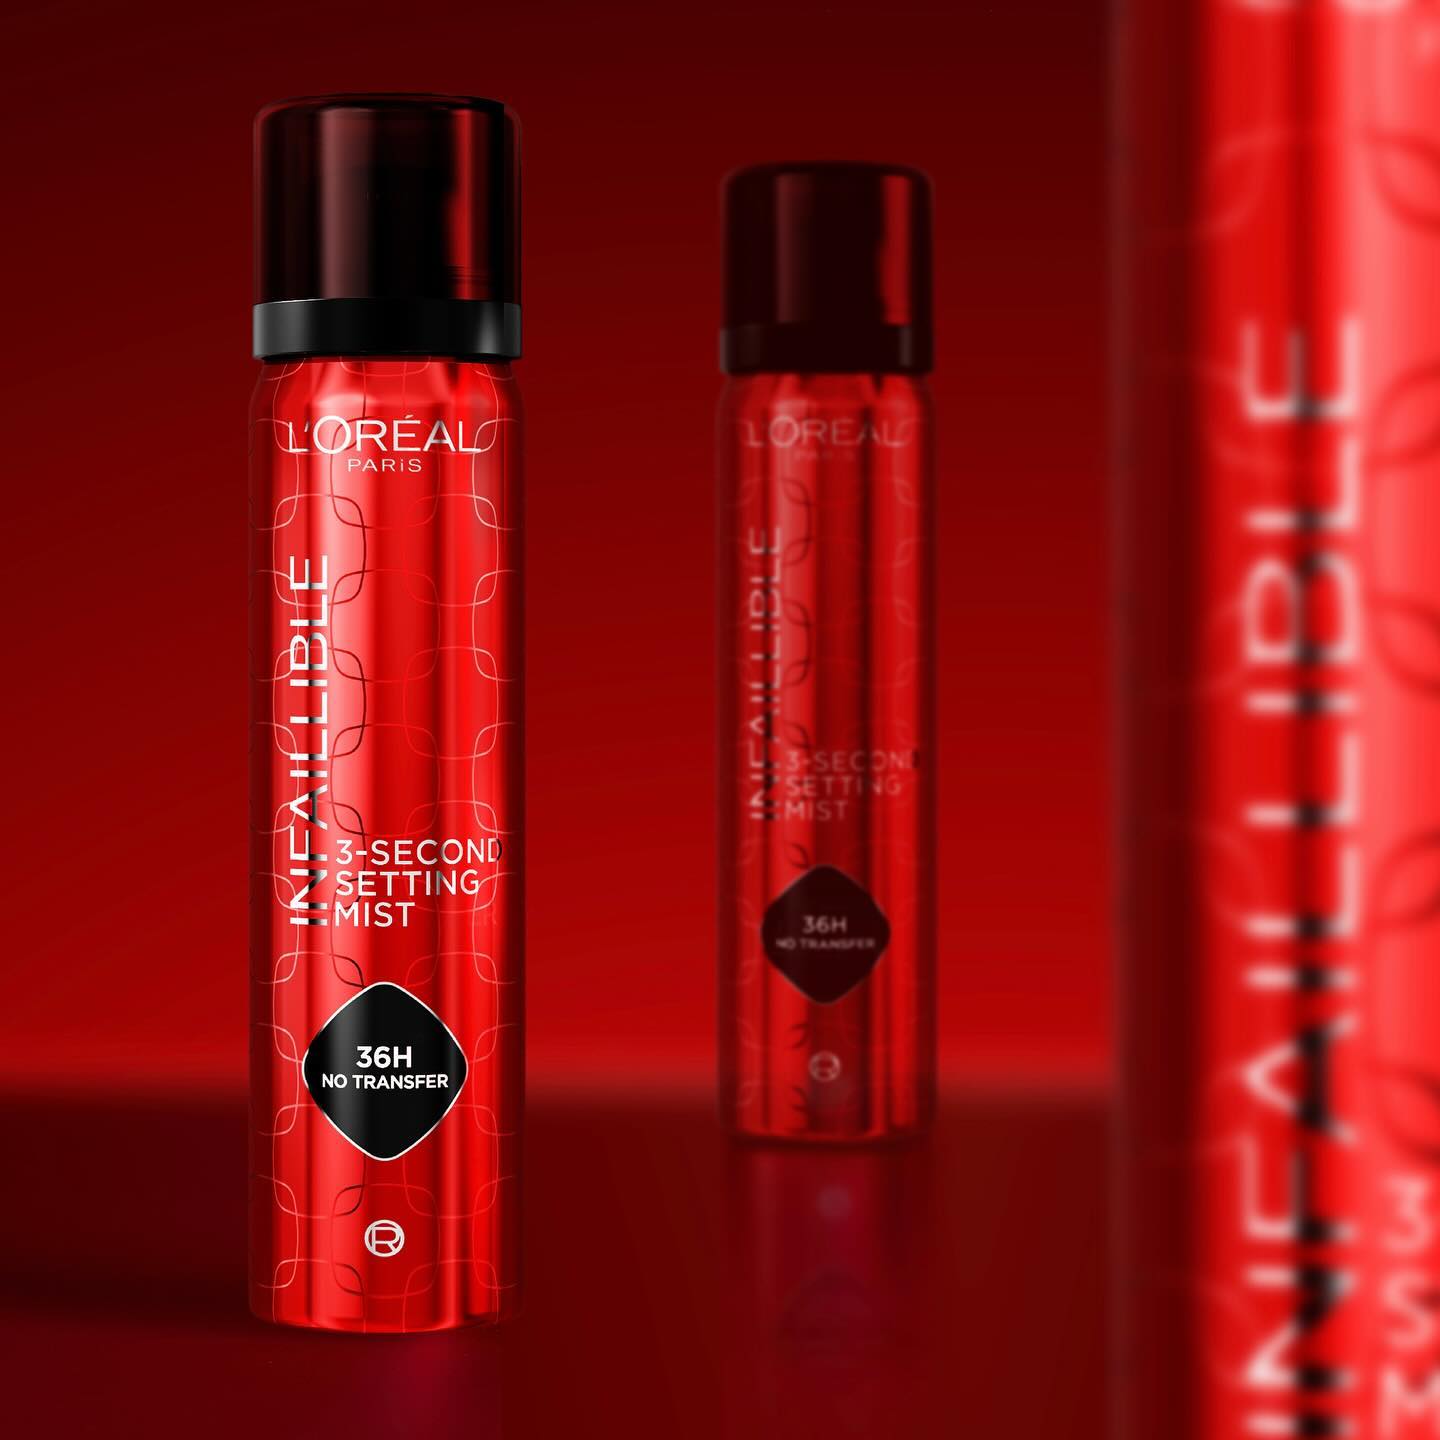 L'ORÉAL
PARiS
INFAILLIBLE
3-SECOND
SETTING
MIST
36H
NO TRANSFER
L'ORÉAL
PARIS
INFAILLIBLE
3-SECOND
SETTING
MIST
36H
NO TRANSFER
INFAILLIBLE
3
S
M